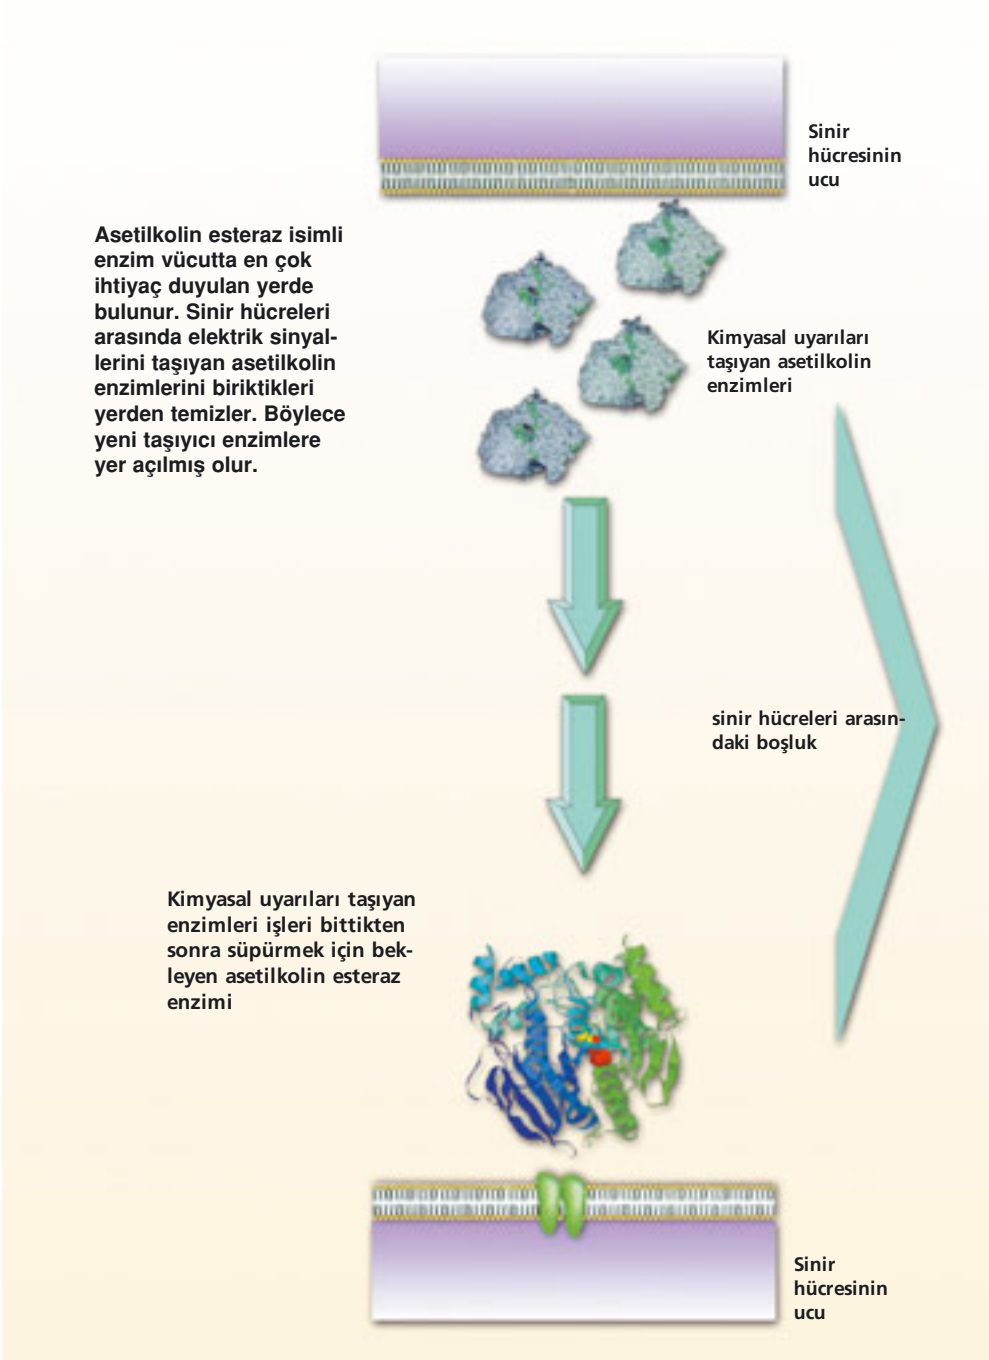 Sinir
hücresinin
ucu
Asetilkolin esteraz isimli
enzim vücutta en çok
ihtiyaç duyulan yerde
bulunur. Sinir hücreleri
arasında elektrik sinyal-
lerini taşıyan asetilkolin
enzimlerini biriktikleri
yerden temizler. Böylece
yeni taşıyıcı enzimlere
yer açılmış olur.
Kimyasal uyarıları
taşıyan asetilkolin
enzimleri
sinir hücreleri arasın-
daki boşluk
Kimyasal uyarıları taşıyan
enzimleri işleri bittikten
sonra süpürmek için bek-
leyen asetilkolin esteraz
enzimi
Sinir
hücresinin
ucu